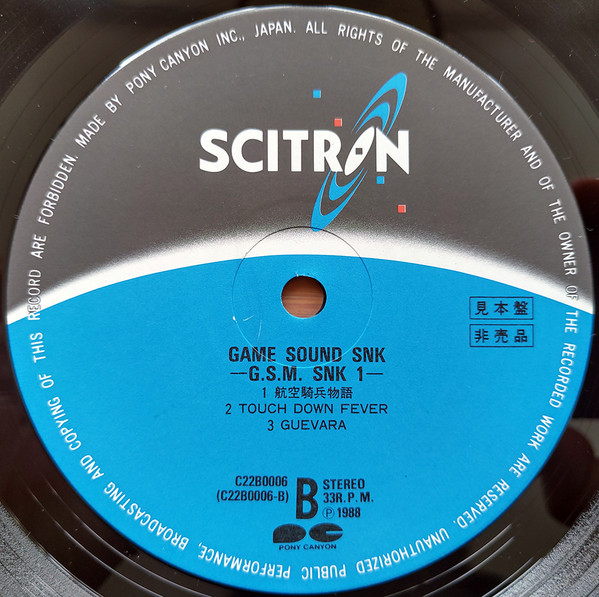 MADE BY PONY CANYON INC., JAPAN. ALL RIGHTS OF THE MANUFACTURER AND OF THE OWNER OF THE RECORDED WORK ARE RESERVED. UNAUTHORIZED PUBLIC PERFORMANCE, BROADCASTING AND COPYING OF THIS RECORD ARE FORBIDDEN.
SCITRON
見本盤
非売品
GAME SOUND SNK
—G.S.M. SNK 1—
1 航空騎兵物語
2 TOUCH DOWN FEVER
3 GUEVARA
C22B0006
(C22B0006-B)
B
STEREO
33R.P.M.
Ⓟ 1988
PC
PONY CANYON